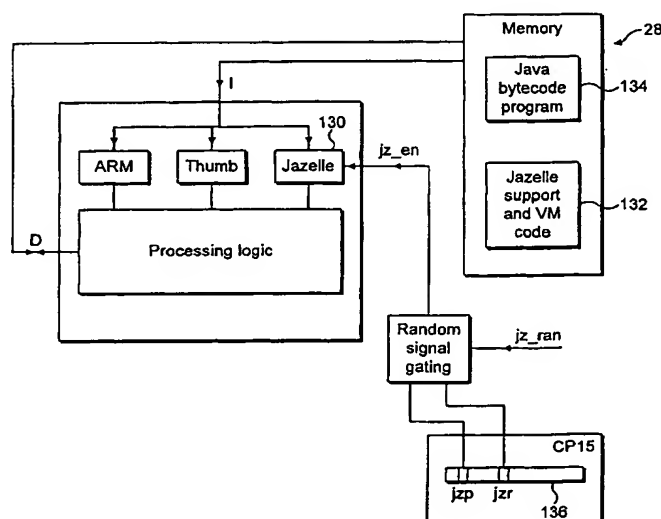 Memory
28
Java
bytecode
program
134
I
130
jz_en
ARM
Thumb
Jazelle
Jazelle
support
and VM
code
132
D
Processing logic
Random
signal
gating
jz_ran
CP15
jzp
jzr
136